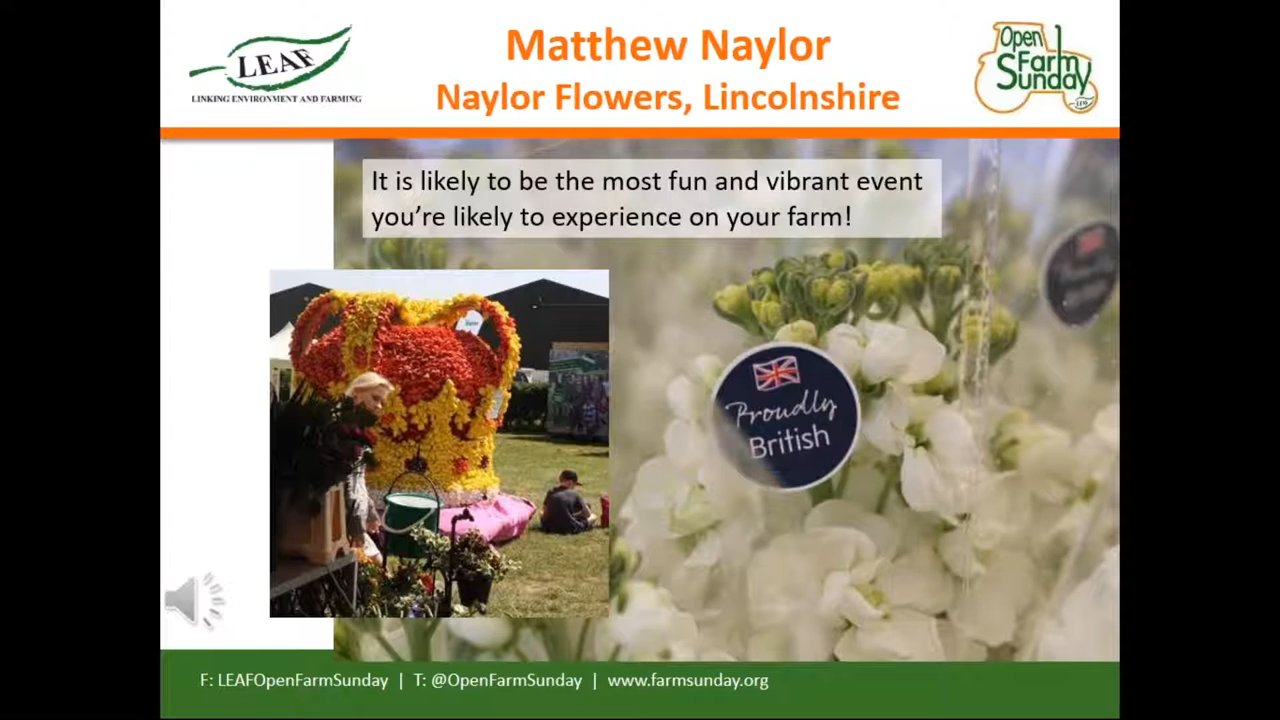 LEAF
LINKING ENVIRONMENT AND FARMING
Matthew Naylor
Naylor Flowers, Lincolnshire
Open
Farm
Sunday
It is likely to be the most fun and vibrant event
you're likely to experience on your farm!
Proudly
British
F: LEAFOpenFarmSunday | T: @OpenFarmSunday | www.farmsunday.org